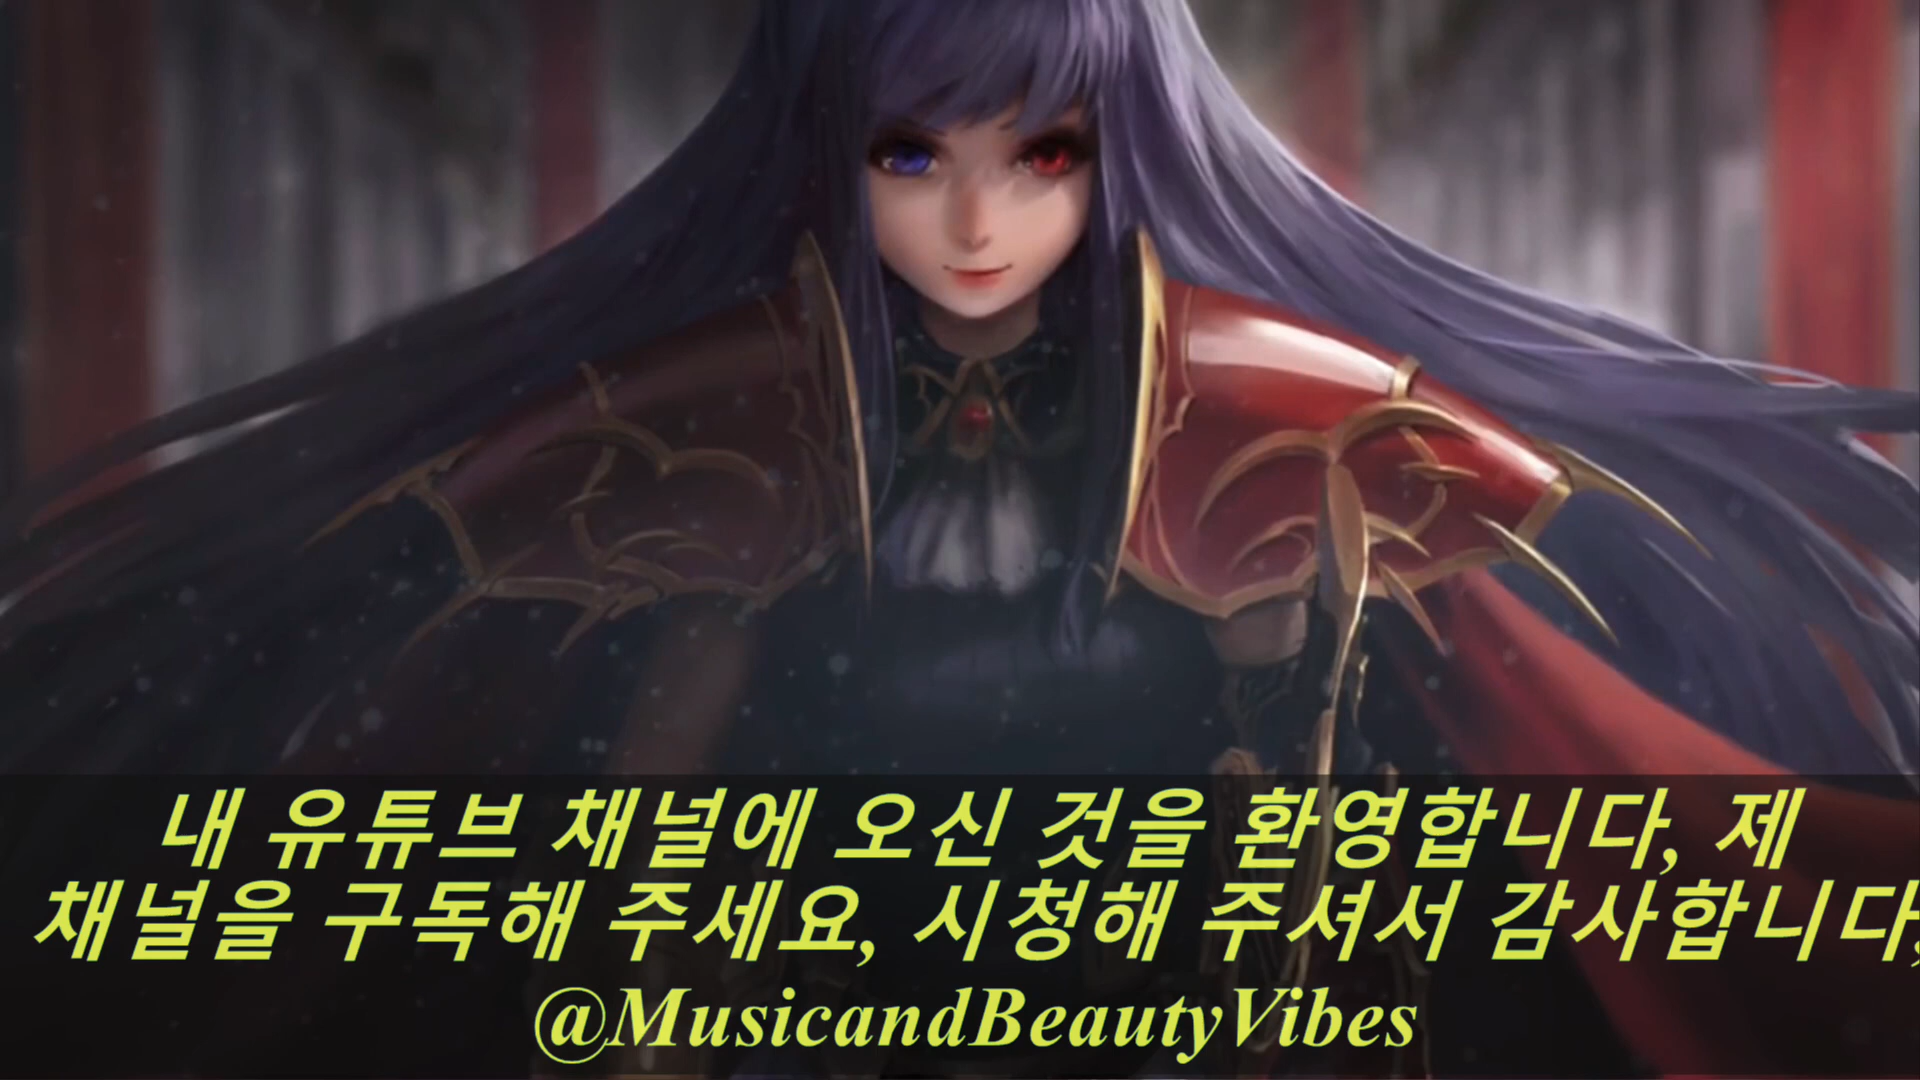 내 유튜브 채널에 오신 것을 환영합니다, 제
채널을 구독해 주세요, 시청해 주셔서 감사합니다,
@MusicandBeautyVibes